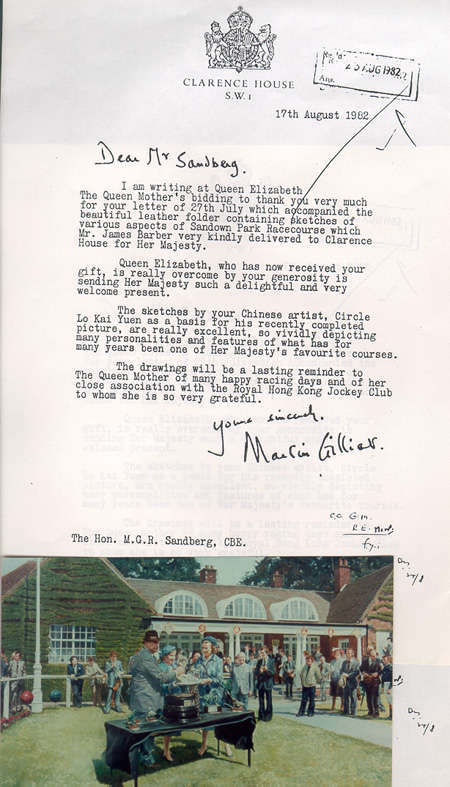 CLARENCE HOUSE
S.W.1
23 AUG 1982
17th August 1982
Dear Mr Sandberg.
I am writing at Queen Elizabeth
The Queen Mother's bidding to thank you very much
for your letter of 27th July which accompanied the
beautiful leather folder containing sketches of
various aspects of Sandown Park Racecourse which
Mr. James Barber very kindly delivered to Clarence
House for Her Majesty.
Queen Elizabeth, who has now received your
gift, is really overcome by your generosity is
sending Her Majesty such a delightful and very
welcome present.
The sketches by your Chinese artist, Circle
Lo Kai Yuen as a basis for his recently completed
picture, are really excellent, so vividly depicting
many personalities and features of what has for
many years been one of Her Majesty's favourite courses.
The drawings will be a lasting reminder to
The Queen Mother of many happy racing days and of her
close association with the Royal Hong Kong Jockey Club
to whom she is so very grateful.
Yours sincerely.
Martin Gilliat.
The Hon. M.G.R. Sandberg, CBE.